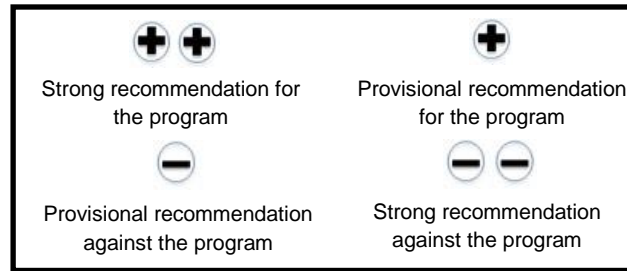 Strong recommendation for
the program
Provisional recommendation
for the program
Provisional recommendation
against the program
Strong recommendation
against the program